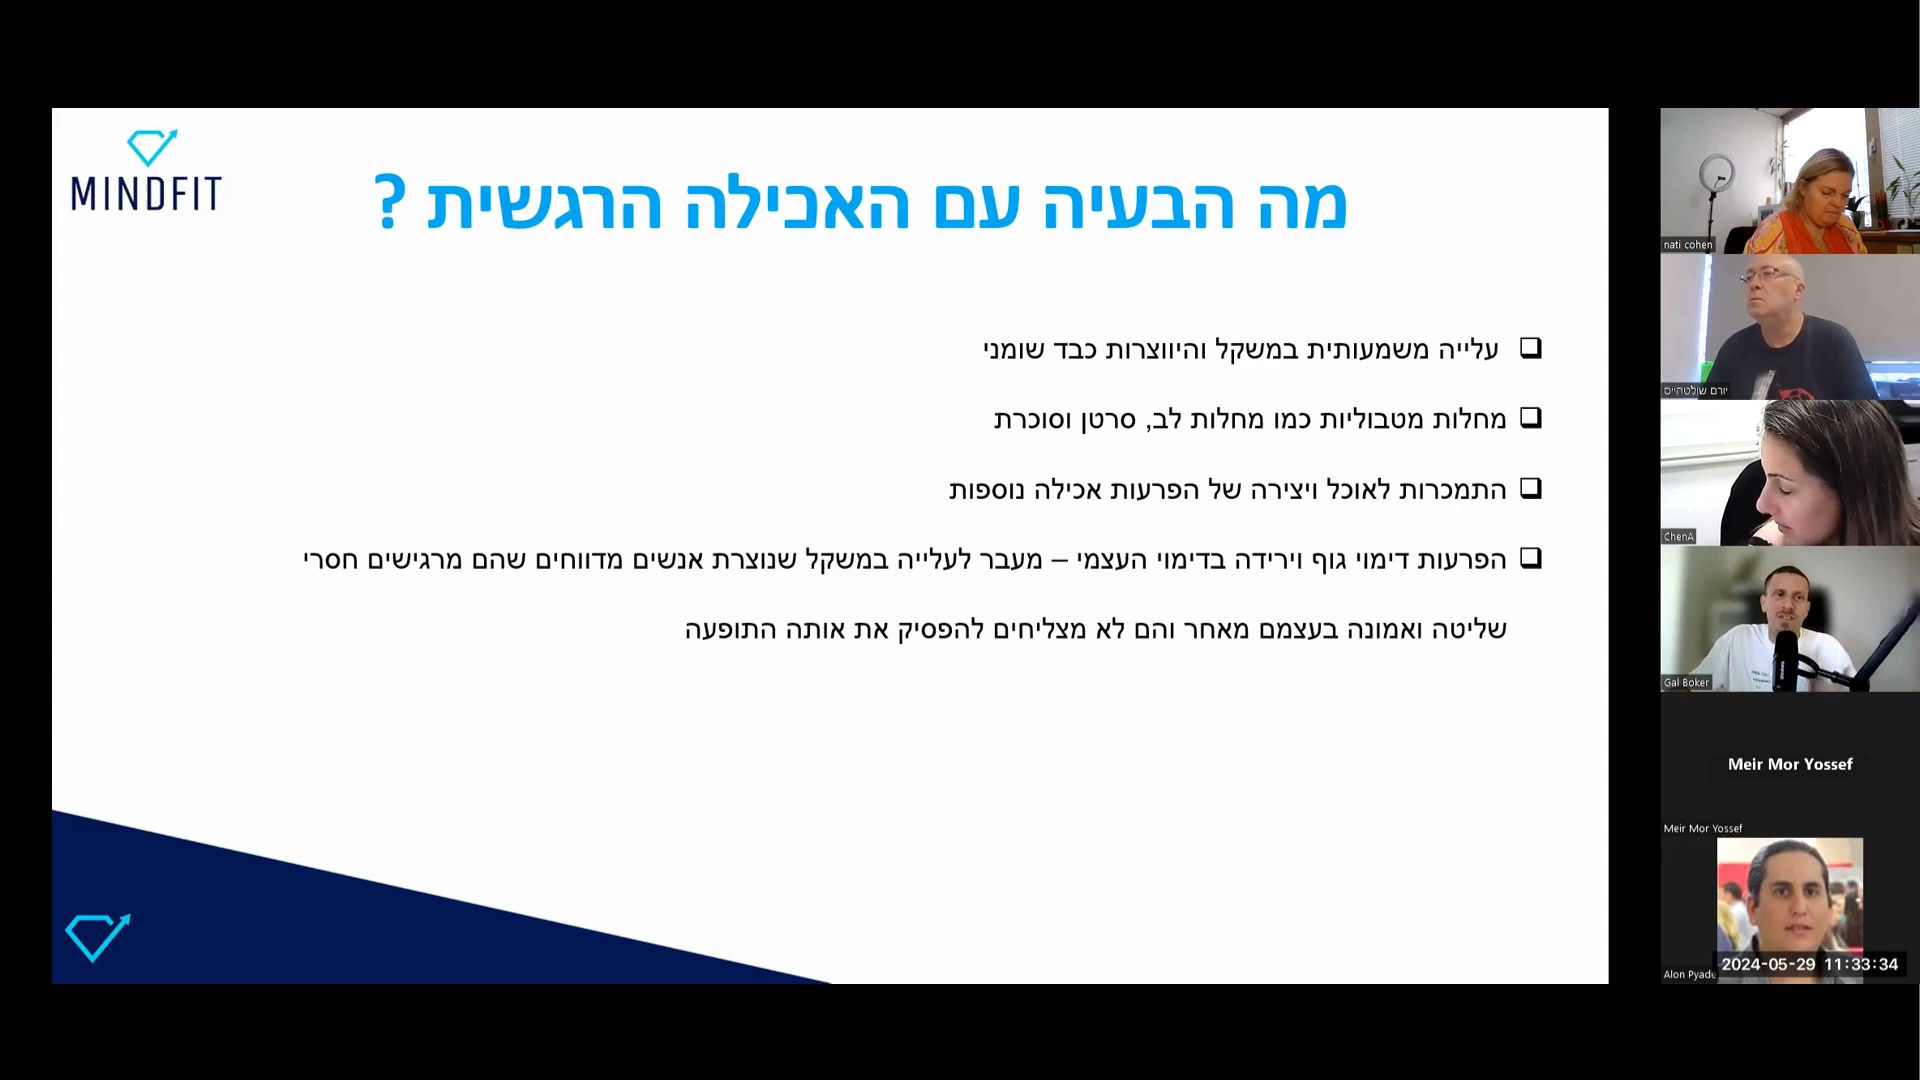 MINDFIT
מה הבעיה עם האכילה הרגשית ?
עלייה משמעותית במשקל והיווצרות כבד שומני
מחלות מטבוליות כמו מחלות לב, סרטן וסוכרת
התמכרות לאוכל ויצירה של הפרעות אכילה נוספות
הפרעות דימוי גוף וירידה בדימוי העצמי – מעבר לעלייה במשקל שנוצרת אנשים מדווחים שהם מרגישים חסרי
שליטה ואמונה בעצמם מאחר והם לא מצליחים להפסיק את אותה התופעה
nati cohen
יורם שולטהייס
ChenA
Gal Boker
Meir Mor Yossef
Meir Mor Yossef
Alon Pyade
2024-05-29 11:33:34